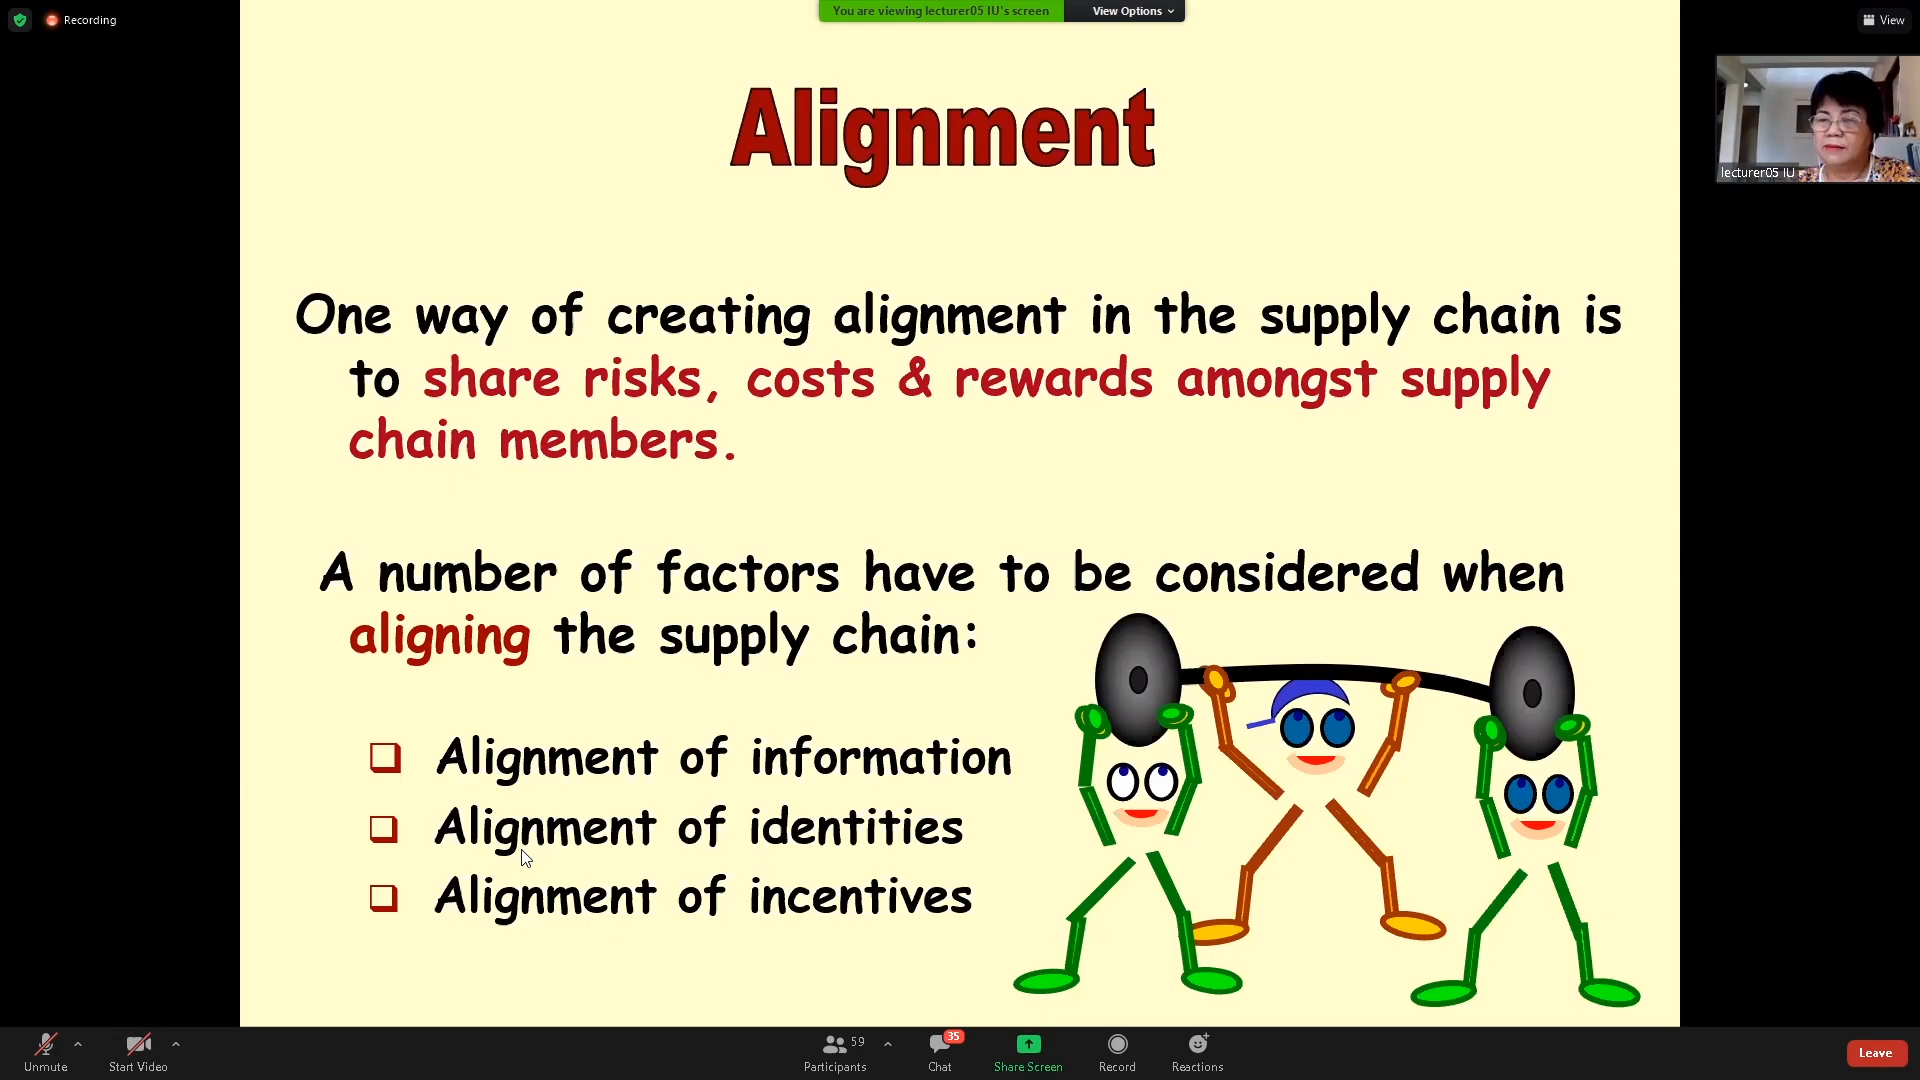 Recording
You are viewing lecturer05 IU's screen
View Options
View
lecturer05 IU
Alignment
One way of creating alignment in the supply chain is
to share risks, costs & rewards amongst supply
chain members.
A number of factors have to be considered when
aligning the supply chain:
Alignment of information
Alignment of identities
Alignment of incentives
Unmute
Start Video
59
Participants
35
Chat
Share Screen
Record
Reactions
Leave